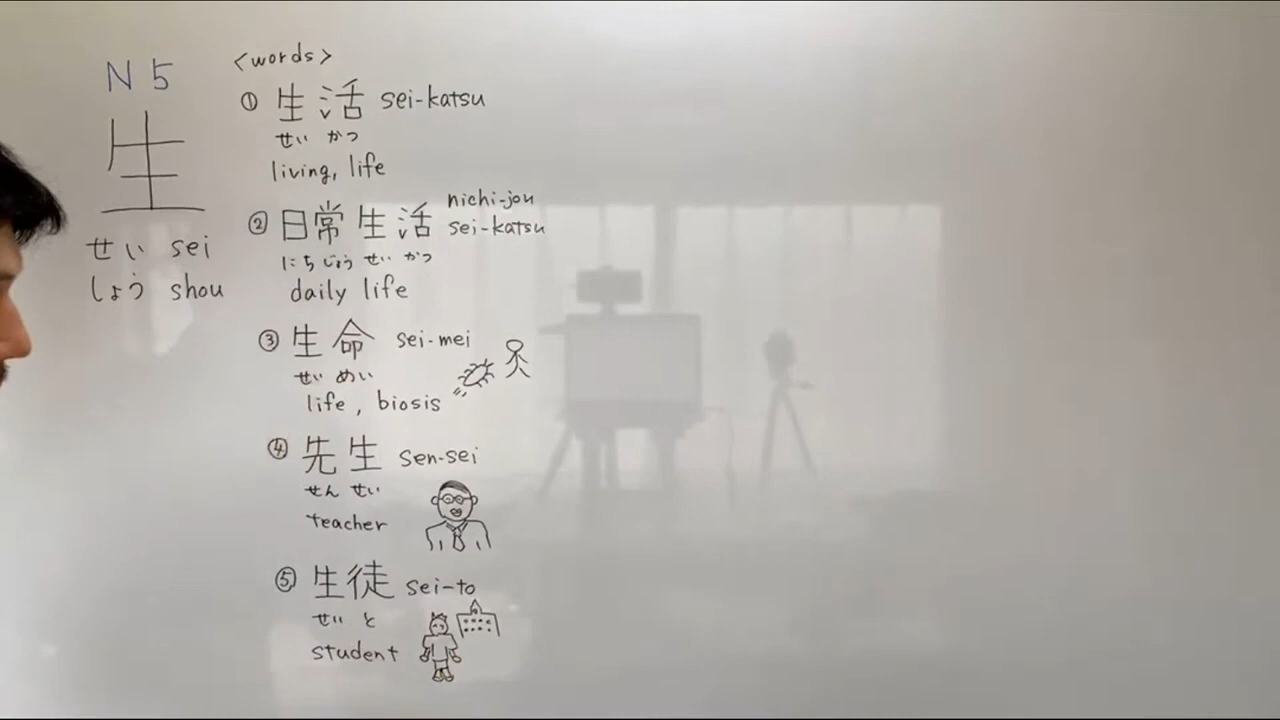 N 5
生
せい sei
しょう shou
<words>
① 生活 sei-katsu
せい かつ
living, life
② 日常生活 nichi-jou
sei-katsu
にち じょう せい かつ
daily life
③ 生命 sei-mei
せい めい
life, biosis
④ 先生 sen-sei
せん せい
teacher
⑤ 生徒 sei-to
せい と
student